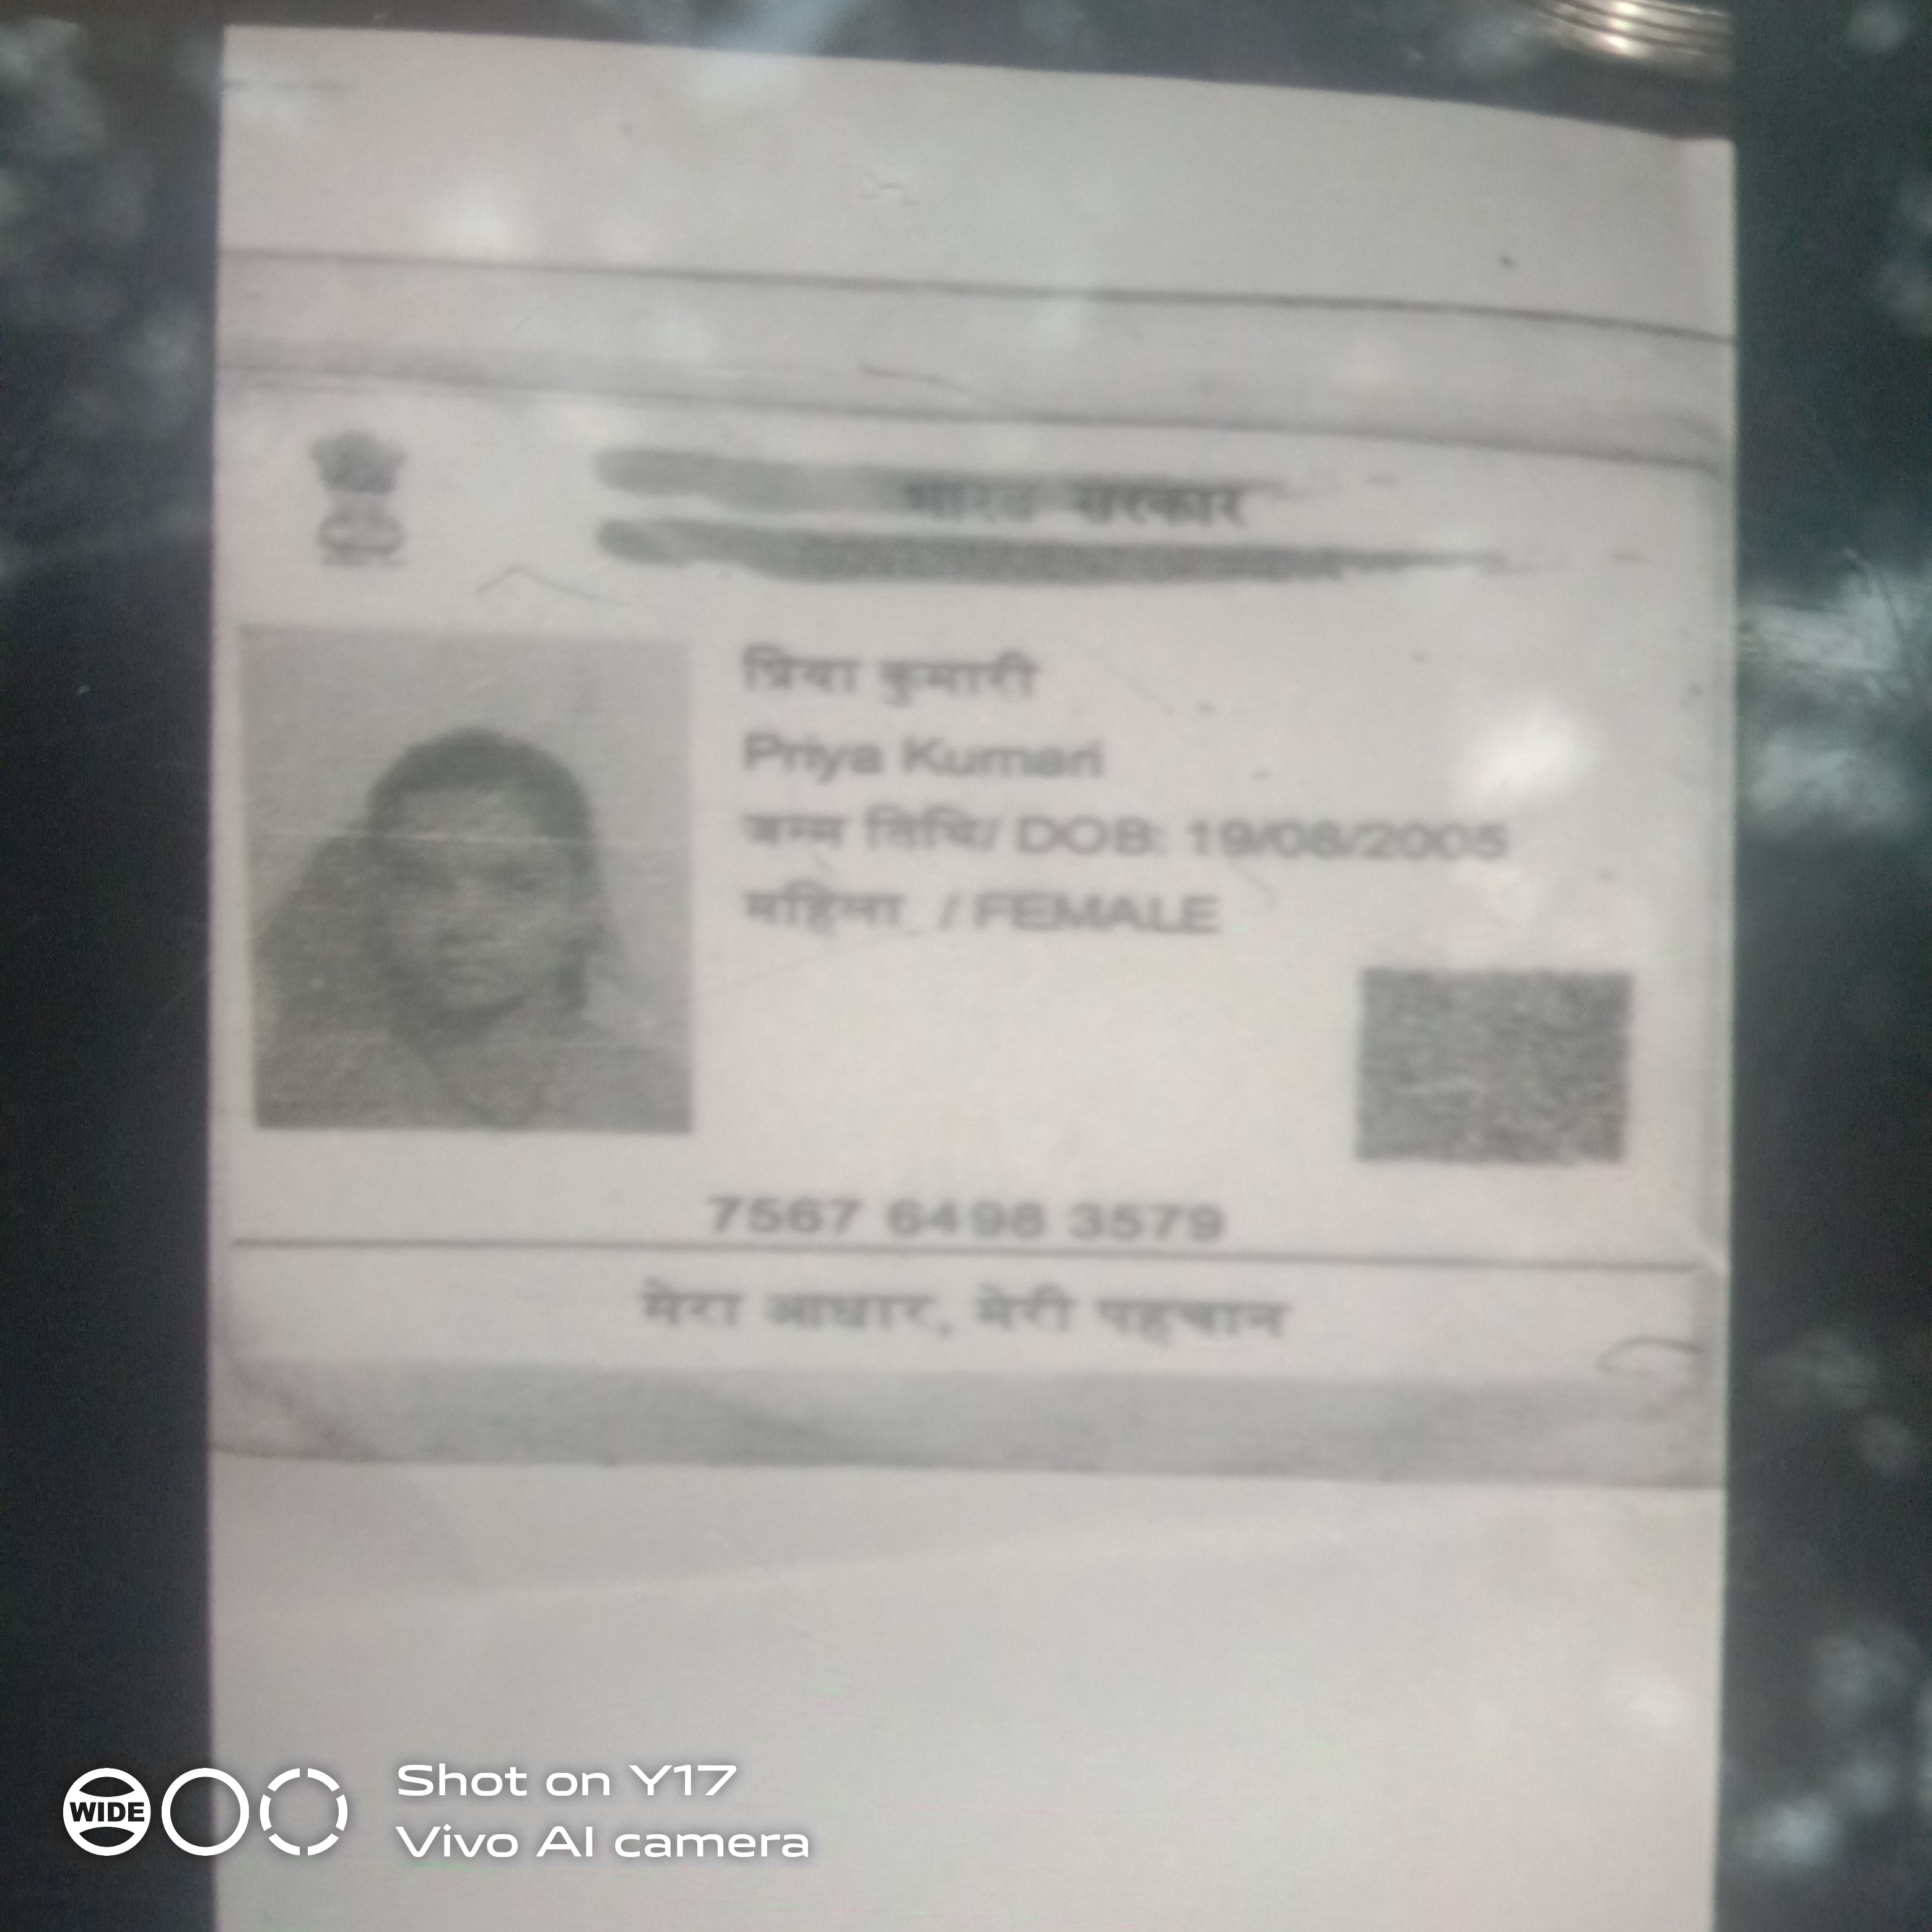 भारत सरकार
प्रिया कुमारी
Priya Kumari
जन्म तिथि/ DOB: 19/08/2005
महिला / FEMALE
7567 6498 3579
मेरा आधार, मेरी पहचान
WIDE
Shot on Y17
Vivo AI camera